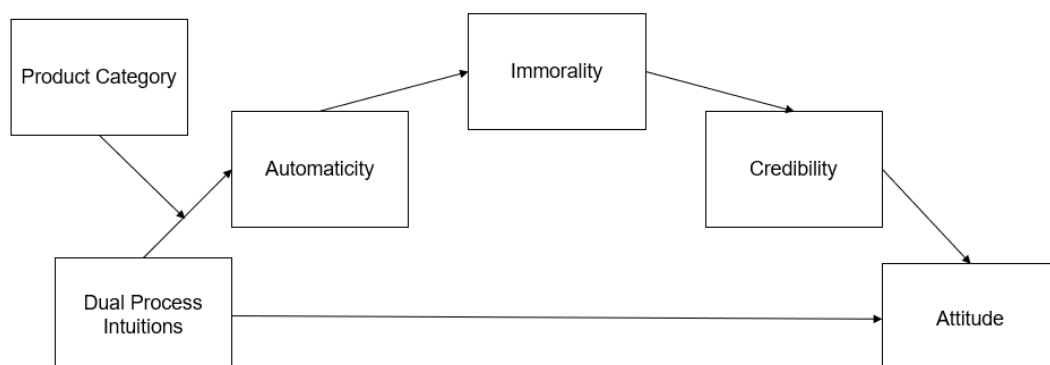 Product Category
Immorality
Automaticity
Credibility
Dual Process
Intuitions
Attitude